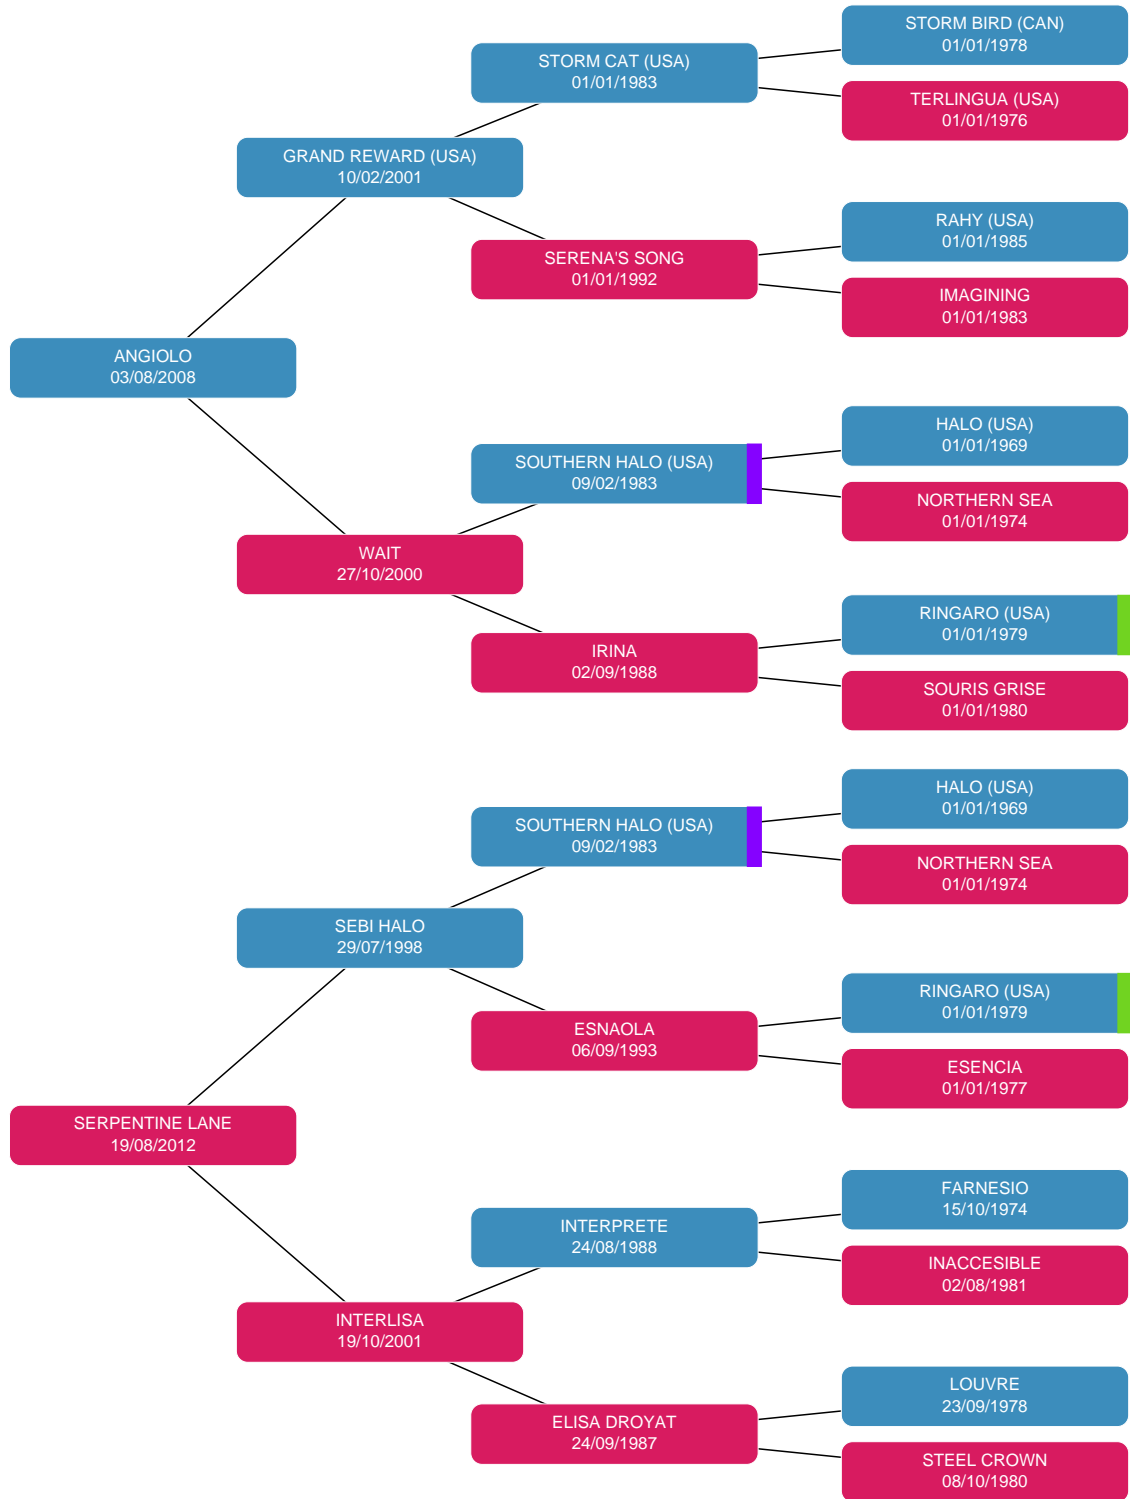 STORM BIRD (CAN)
01/01/1978
STORM CAT (USA)
01/01/1983
TERLINGUA (USA)
01/01/1976
GRAND REWARD (USA)
10/02/2001
RAHY (USA)
01/01/1985
SERENA'S SONG
01/01/1992
IMAGINING
01/01/1983
ANGIOLO
03/08/2008
HALO (USA)
01/01/1969
SOUTHERN HALO (USA)
09/02/1983
NORTHERN SEA
01/01/1974
WAIT
27/10/2000
RINGARO (USA)
01/01/1979
IRINA
02/09/1988
SOURIS GRISE
01/01/1980
HALO (USA)
01/01/1969
SOUTHERN HALO (USA)
09/02/1983
NORTHERN SEA
01/01/1974
SEBI HALO
29/07/1998
RINGARO (USA)
01/01/1979
ESNAOLA
06/09/1993
ESENCIA
01/01/1977
SERPENTINE LANE
19/08/2012
FARNESIO
15/10/1974
INTERPRETE
24/08/1988
INACCESIBLE
02/08/1981
INTERLISA
19/10/2001
LOUVRE
23/09/1978
ELISA DROYAT
24/09/1987
STEEL CROWN
08/10/1980